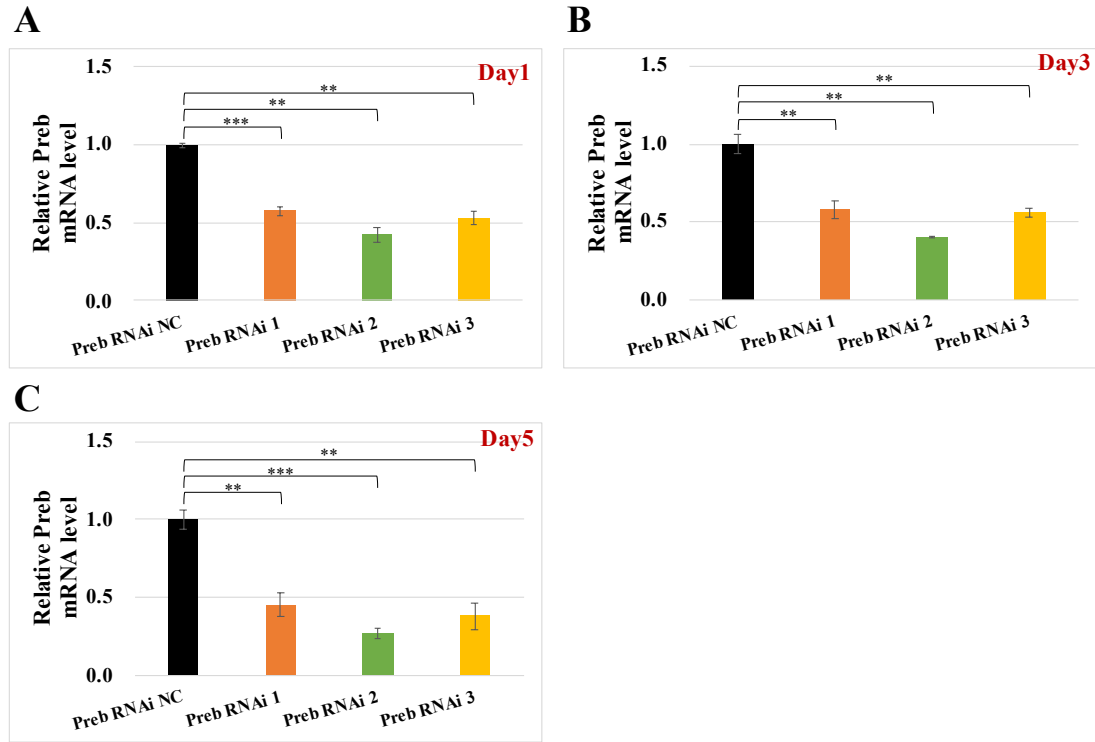 A
Day1
Relative Preb
mRNA level
1.5
1.0
0.5
0.0
**
**
***
Preb RNAi NC
Preb RNAi 1
Preb RNAi 2
Preb RNAi 3
B
Day3
Relative Preb
mRNA level
1.5
1.0
0.5
0.0
**
**
**
Preb RNAi NC
Preb RNAi 1
Preb RNAi 2
Preb RNAi 3
C
Day5
Relative Preb
mRNA level
1.5
1.0
0.5
0.0
**
***
**
Preb RNAi NC
Preb RNAi 1
Preb RNAi 2
Preb RNAi 3